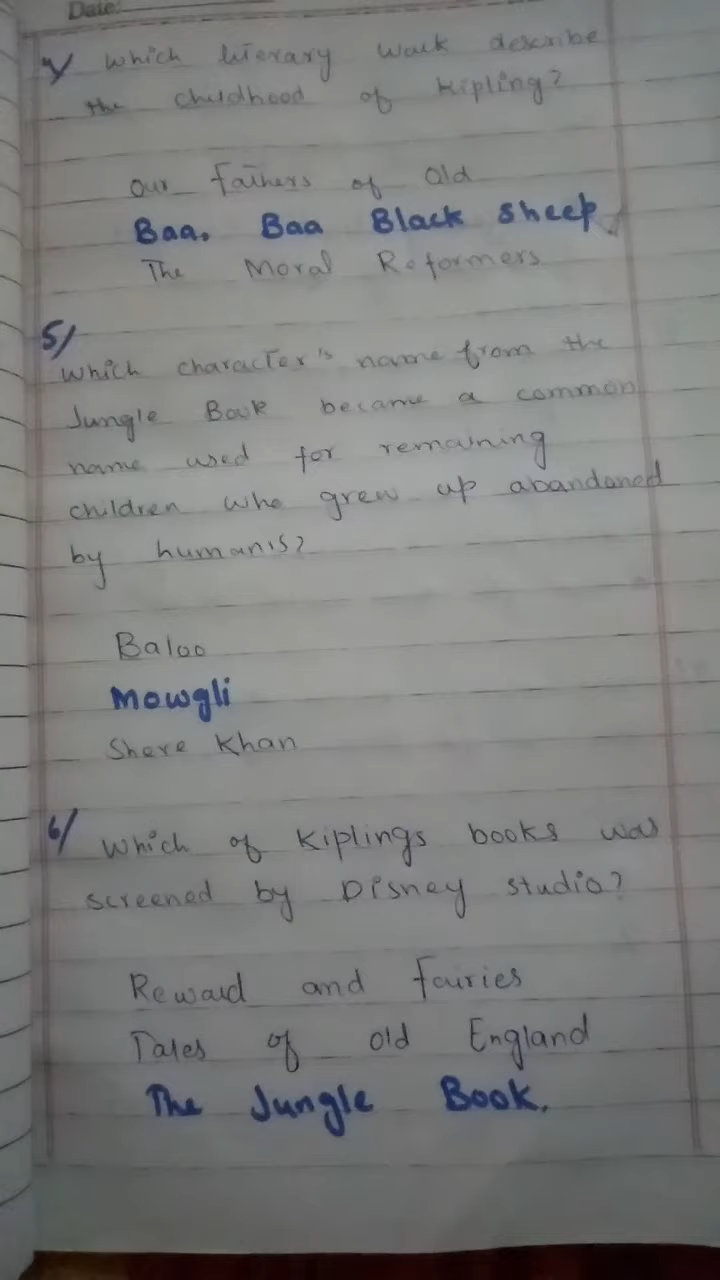 Date:
4/ Which literary work describe
the childhood of Kipling?
Our Fathers of Old
Baa, Baa Black Sheep.
The Moral Reformers
5/
Which character's name from the
Jungle Book became a common
name used for remaining
children who grew up abandoned
by humanis?
Baloo
Mowgli
Shere Khan
6/ Which of Kiplings books was
screened by Disney studio?
Reward and Fairies
Tales of Old England
The Jungle Book.